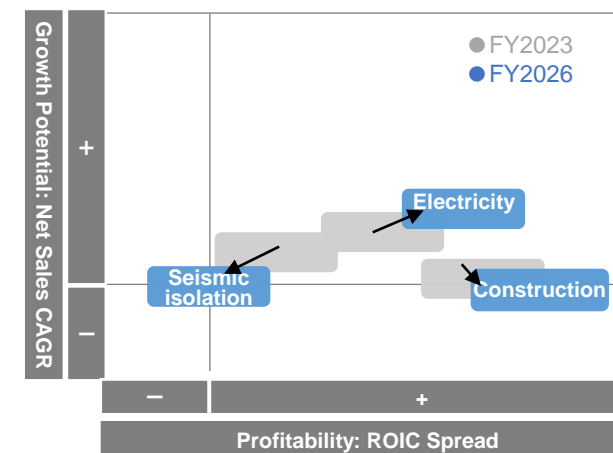 FY2023
FY2026
Growth Potential: Net Sales CAGR
+
Electricity
Seismic
isolation
Construction
−
− +
Profitability: ROIC Spread